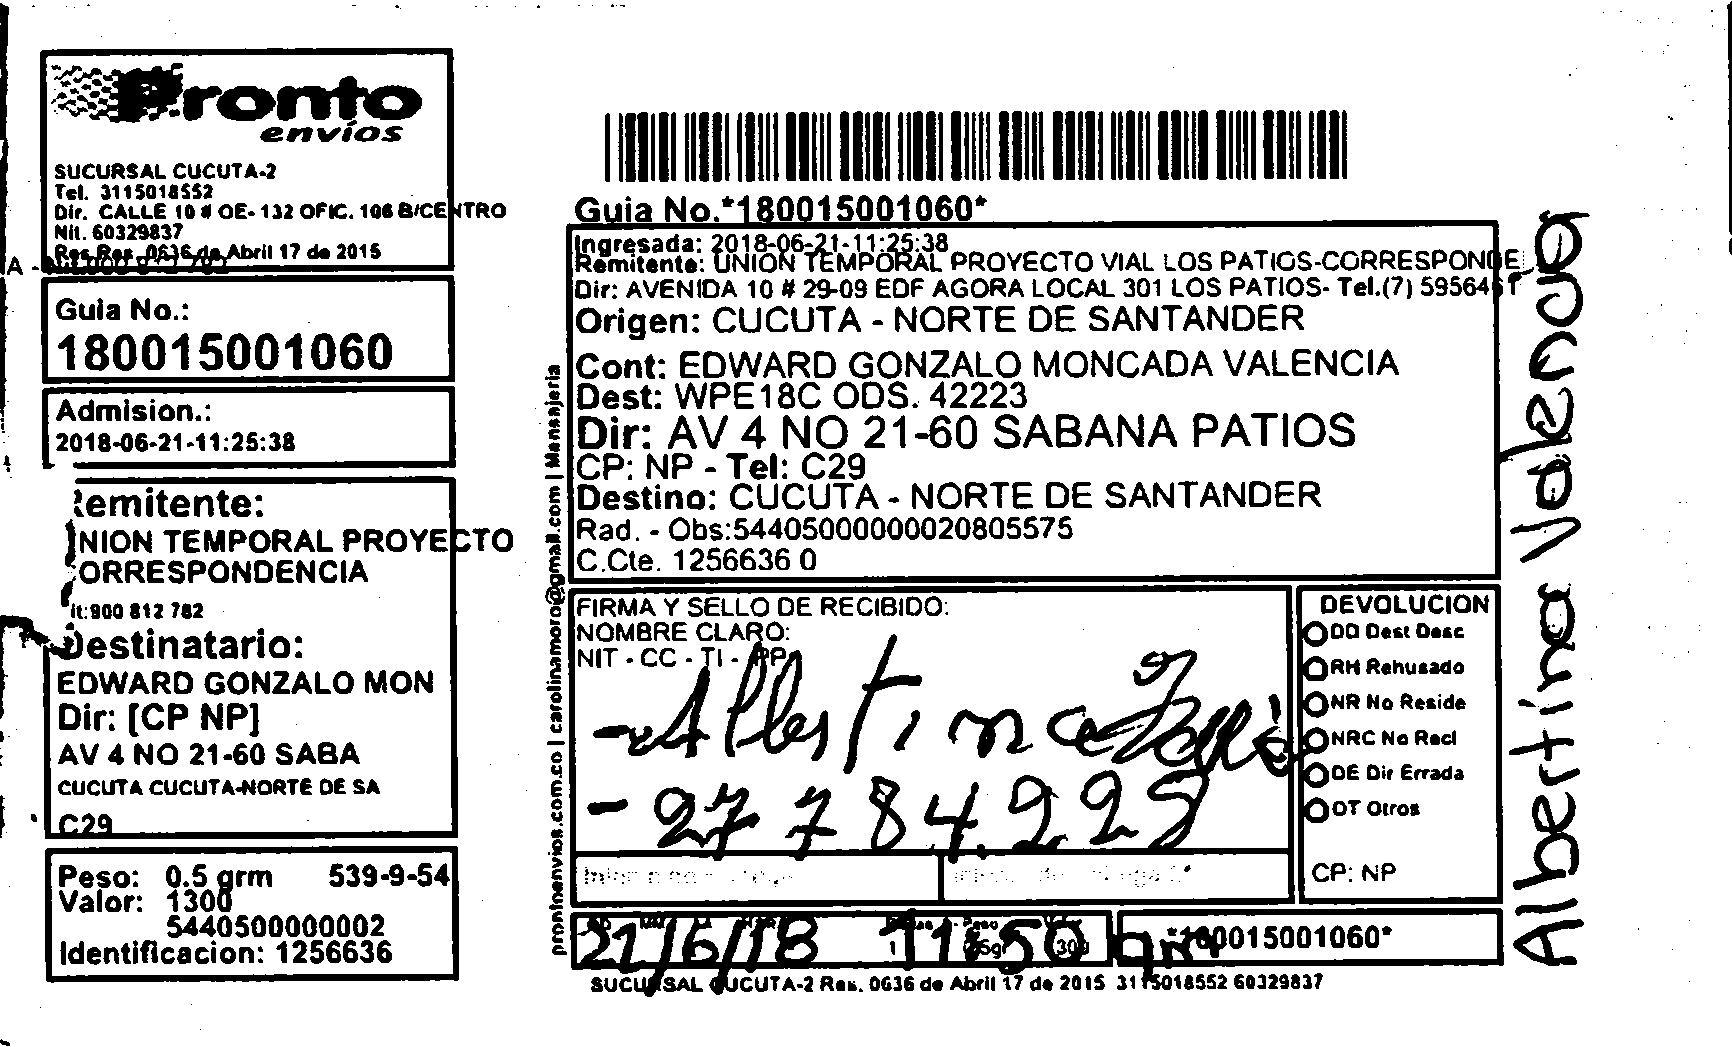 Pronto
envíos
SUCURSAL CUCUTA-2
Tel. 3115018552
Dir. CALLE 10 # OE- 132 OFIC. 106 B/CENTRO
Nit. 60329837
Res.Res. 0636 de Abril 17 de 2015
Guia No.:
180015001060
Admision.:
2018-06-21-11:25:38
emitente:
NION TEMPORAL PROYECTO
ORRESPONDENCIA
it:900 812 782
Destinatario:
EDWARD GONZALO MON
Dir: [CP NP]
AV 4 NO 21-60 SABA
CUCUTA CUCUTA-NORTE DE SA
C29
Peso: 0.5 grm 539-9-54
Valor: 1300
5440500000002
Identificacion: 1256636
prontoenvios.com.co | carolinamoro@gmail.com | Mensajeria
Guia No.*180015001060*
Ingresada: 2018-06-21-11:25:38
Remitente: UNION TEMPORAL PROYECTO VIAL LOS PATIOS-CORRESPONDE
Dir: AVENIDA 10 # 29-09 EDF AGORA LOCAL 301 LOS PATIOS- Tel.(7) 595645
Origen: CUCUTA - NORTE DE SANTANDER
Cont: EDWARD GONZALO MONCADA VALENCIA
Dest: WPE18C ODS. 42223
Dir: AV 4 NO 21-60 SABANA PATIOS
CP: NP - Tel: C29
Destino: CUCUTA - NORTE DE SANTANDER
Rad. - Obs:54405000000020805575
C.Cte. 1256636 0
FIRMA Y SELLO DE RECIBIDO:
NOMBRE CLARO:
NIT - CC - TI - PP
- Albertina
- 27784.229
DEVOLUCION
DD Dest Desc
RH Rehusado
NR No Reside
NRC No Recl
DE Dir Errada
OT Otros
CP: NP
21/6/18 11:50 am
*180015001060*
SUCURSAL CUCUTA-2 Res. 0636 de Abril 17 de 2015 3115018552 60329837
Albertina Valencia